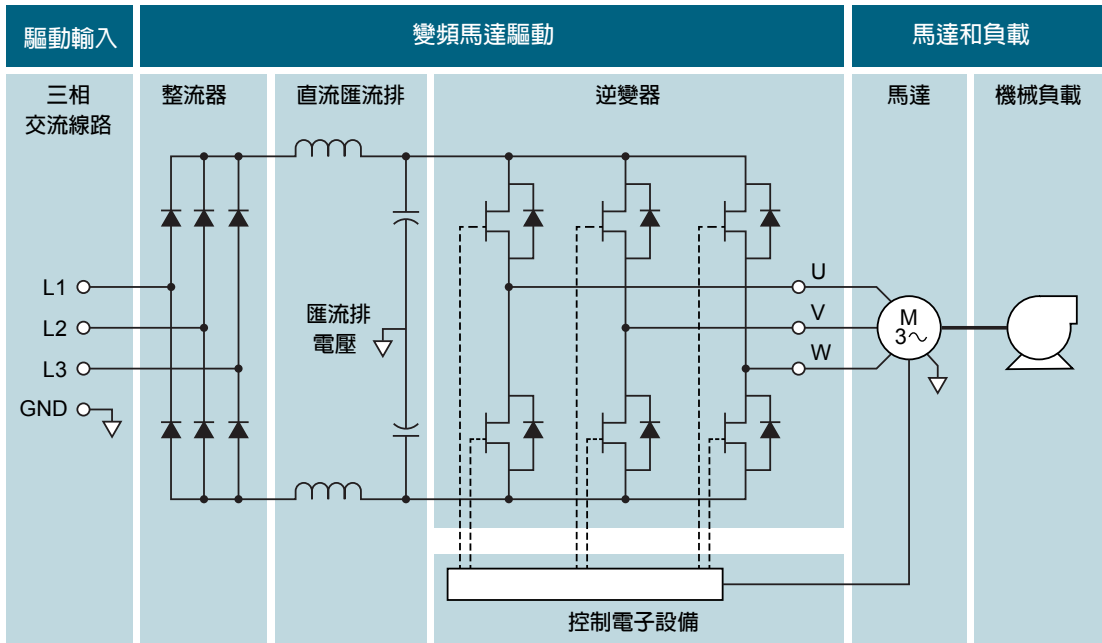 驅動輸入
變頻馬達驅動
馬達和負載
三相
交流線路
整流器
直流匯流排
逆變器
馬達
機械負載
L1
L2
L3
GND
匯流排
電壓
U
V
W
M
3～
控制電子設備